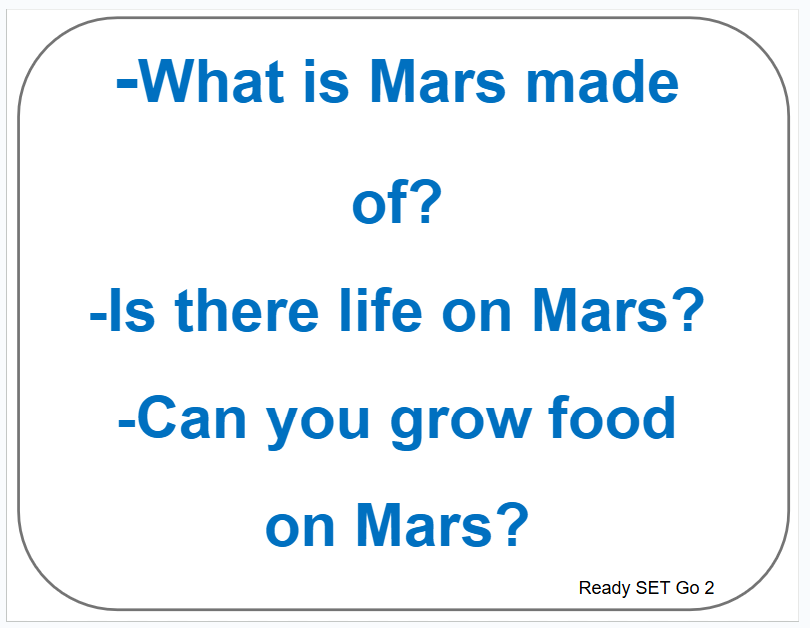 -What is Mars made
of?
-Is there life on Mars?
-Can you grow food
on Mars?
Ready SET Go 2